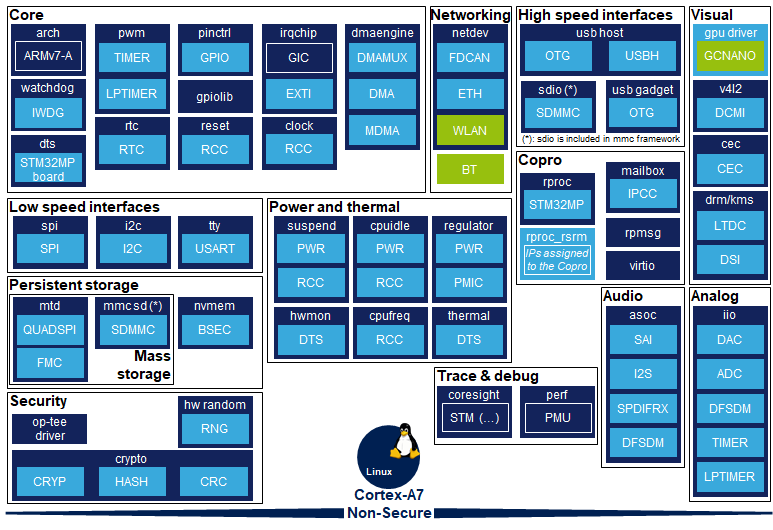 Core
arch
ARMv7-A
watchdog
IWDG
dts
STM32MP
board
pwm
TIMER
LPTIMER
rtc
RTC
pinctrl
GPIO
gpiolib
reset
RCC
irqchip
GIC
EXTI
clock
RCC
dmaengine
DMAMUX
DMA
MDMA
Networking
netdev
FDCAN
ETH
WLAN
BT
High speed interfaces
usb host
OTG
USBH
sdio (*)
SDMMC
usb gadget
OTG
(*): sdio is included in mmc framework
Visual
gpu driver
GCNANO
v4l2
DCMI
cec
CEC
drm/kms
LTDC
DSI
Copro
rproc
STM32MP
rproc_rsrm
IPs assigned
to the Copro
mailbox
IPCC
rpmsg
virtio
Low speed interfaces
spi
SPI
i2c
I2C
tty
USART
Power and thermal
suspend
PWR
RCC
cpuidle
PWR
RCC
regulator
PWR
PMIC
hwmon
DTS
cpufreq
RCC
thermal
DTS
Persistent storage
mtd
QUADSPI
FMC
mmcsd (*)
SDMMC
Mass
storage
nvmem
BSEC
Audio
asoc
SAI
I2S
SPDIFRX
DFSDM
Analog
iio
DAC
ADC
DFSDM
TIMER
LPTIMER
Trace & debug
coresight
STM (…)
perf
PMU
Security
op-tee
driver
hw random
RNG
crypto
CRYP
HASH
CRC
Linux
Cortex-A7
Non-Secure